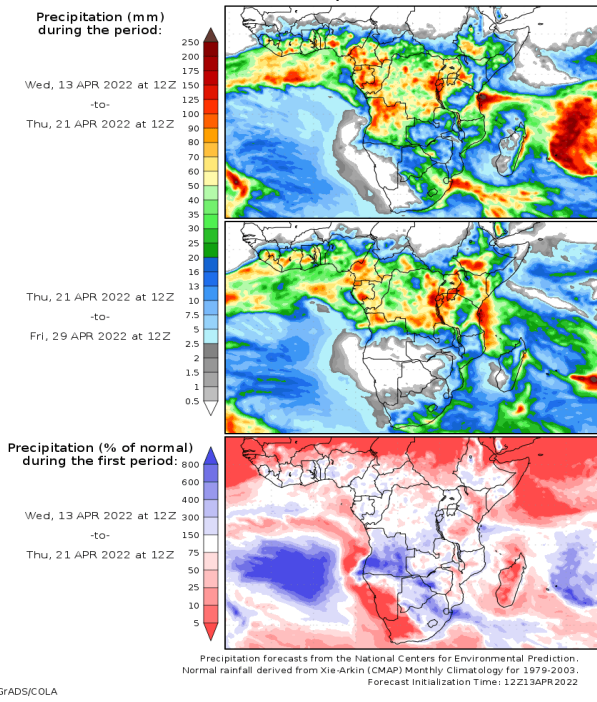 Precipitation (mm)
during the period:
250
200
175
150
125
100
90
80
70
60
50
40
35
30
25
20
16
13
10
7.5
5
2.5
2
1.5
1
0.5
Wed, 13 APR 2022 at 12Z
-to-
Thu, 21 APR 2022 at 12Z
Thu, 21 APR 2022 at 12Z
-to-
Fri, 29 APR 2022 at 12Z
Precipitation (% of normal)
during the first period:
800
600
400
300
150
75
50
25
10
5
Wed, 13 APR 2022 at 12Z
-to-
Thu, 21 APR 2022 at 12Z
Precipitation forecasts from the National Centers for Environmental Prediction.
Normal rainfall derived from Xie-Arkin (CMAP) Monthly Climatology for 1979-2003.
Forecast Initialization Time: 12Z13APR2022
GrADS/COLA